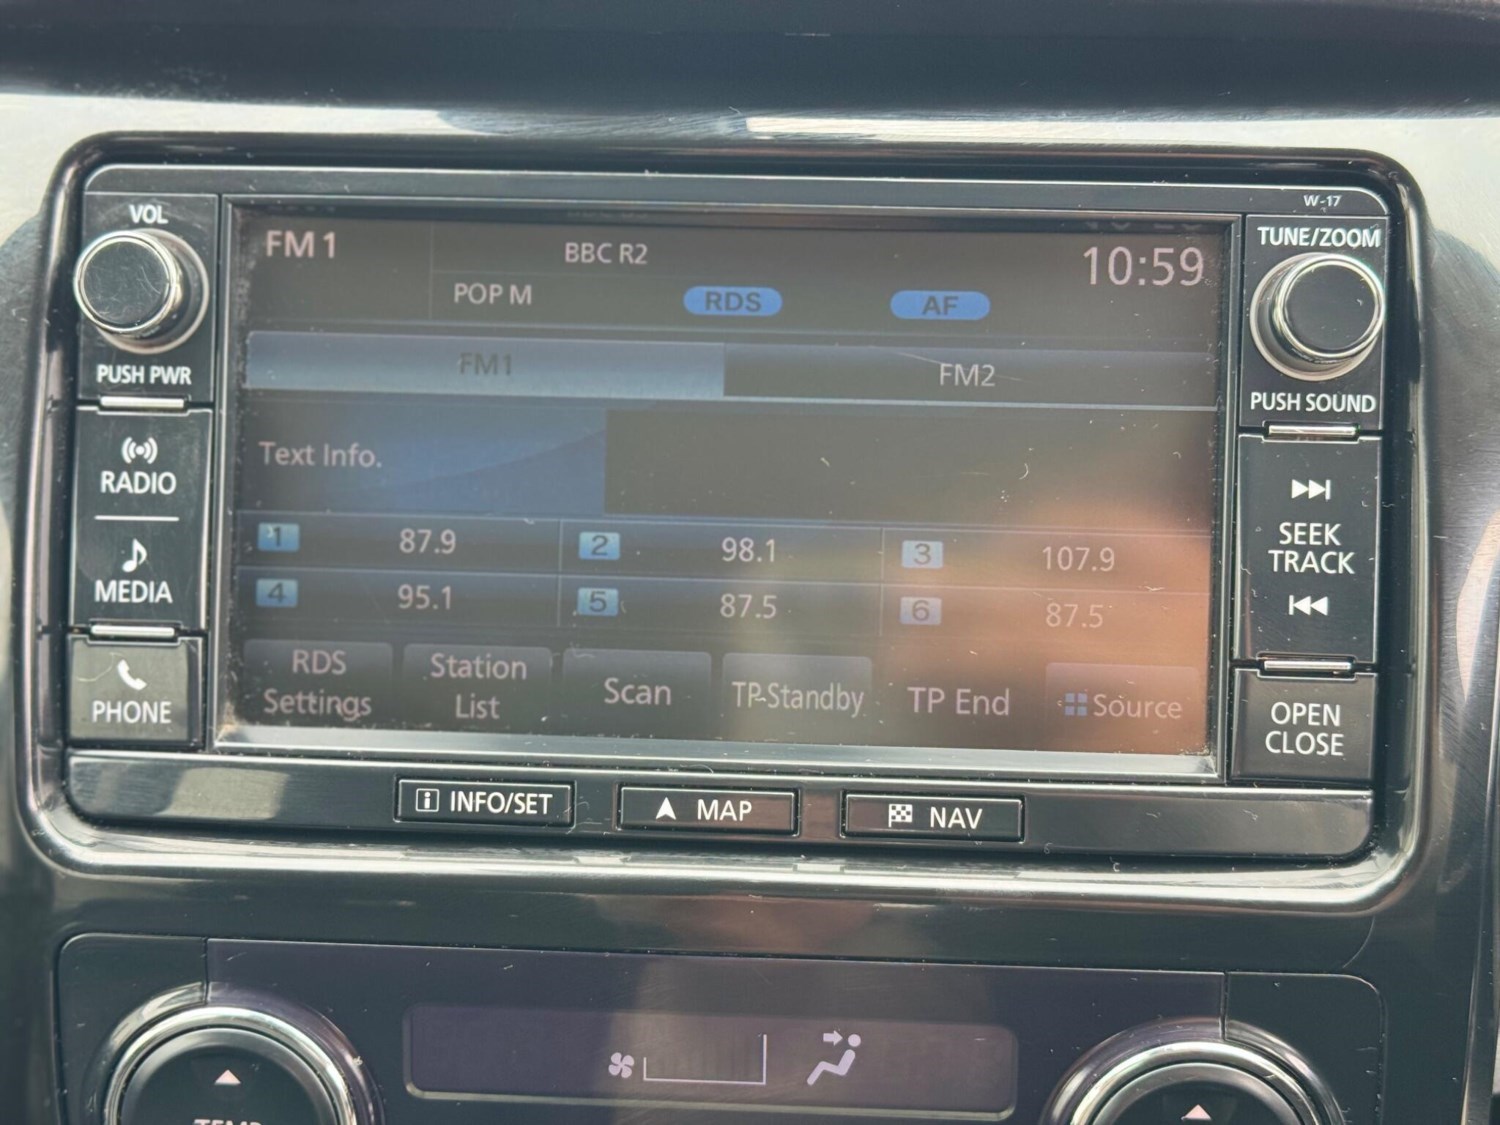 W-17
VOL
TUNE/ZOOM
FM1
BBC R2
10:59
POP M
RDS
AF
PUSH PWR
PUSH SOUND
FM1
FM2
RADIO
Text Info.
MEDIA
SEEK
TRACK
1 87.9
2 98.1
3 107.9
4 95.1
5 87.5
6 87.5
PHONE
RDS
Settings
Station
List
Scan
TP-Standby
TP End
Source
OPEN
CLOSE
INFO/SET
MAP
NAV
TEMP